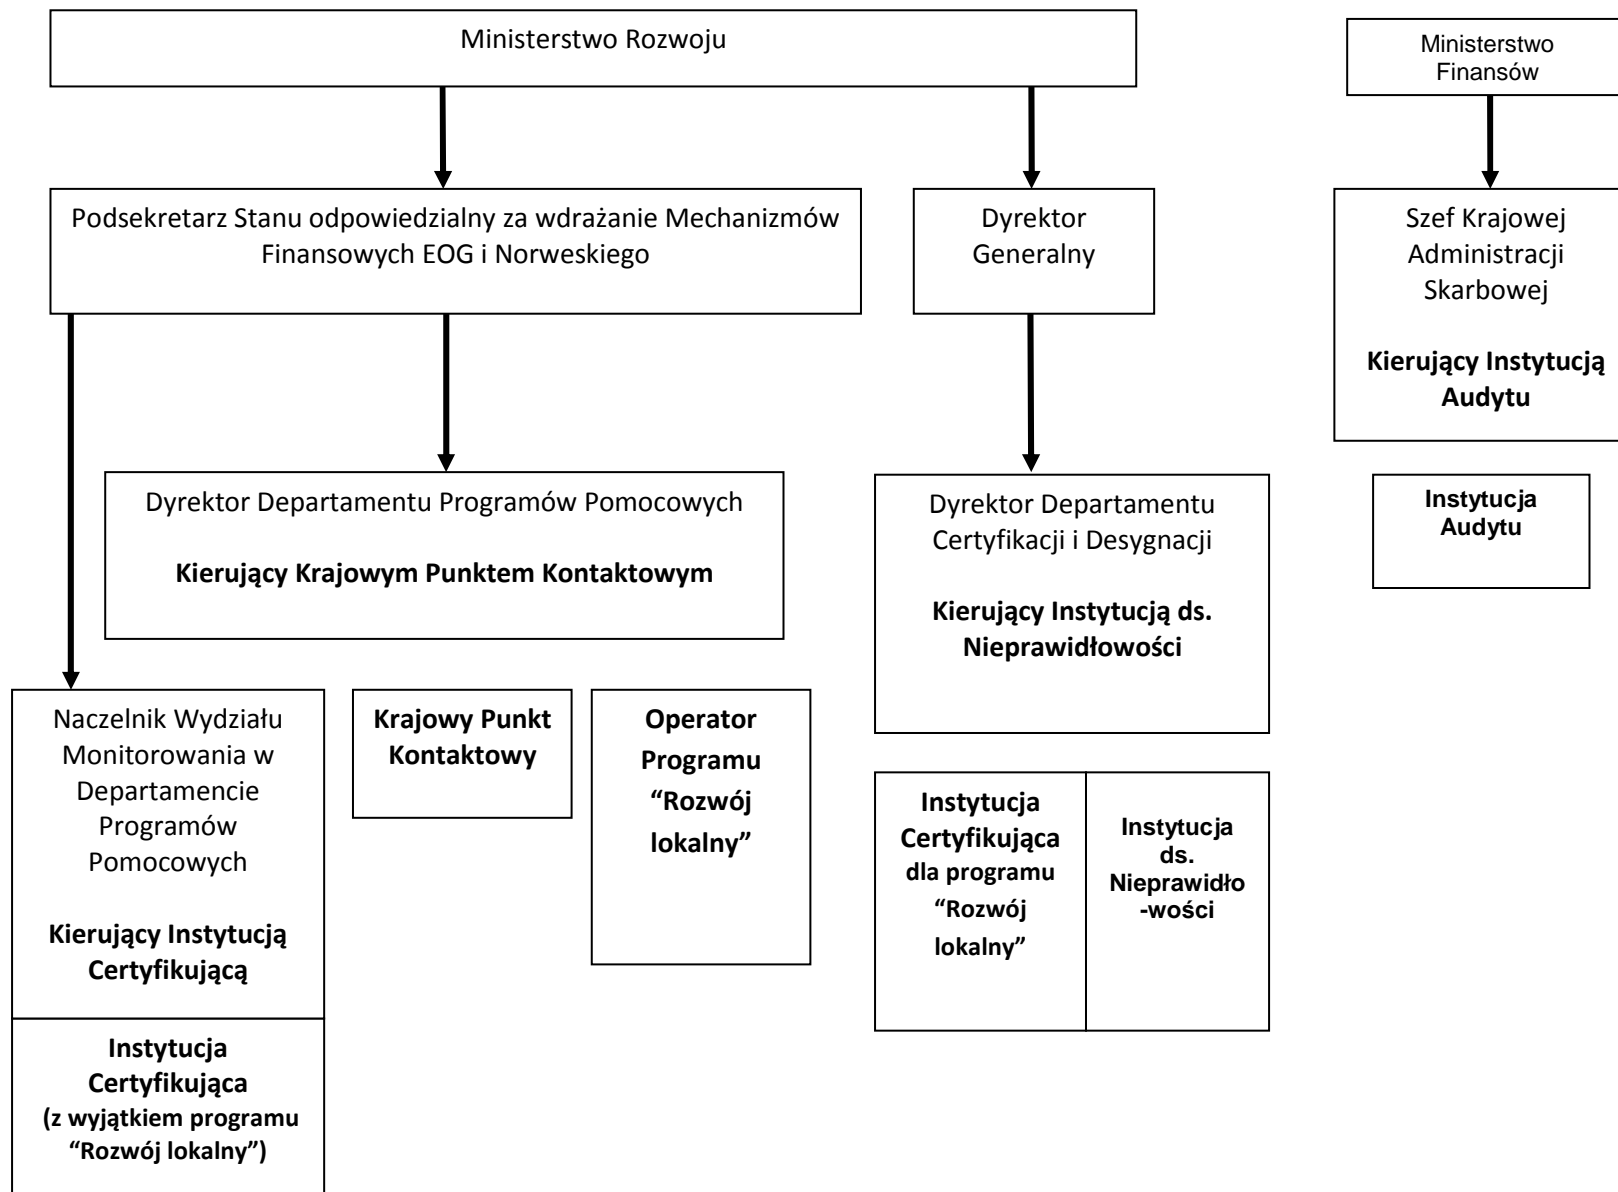 Ministerstwo Rozwoju
Ministerstwo
Finansów
Podsekretarz Stanu odpowiedzialny za wdrażanie Mechanizmów
Finansowych EOG i Norweskiego
Dyrektor
Generalny
Szef Krajowej
Administracji
Skarbowej
Kierujący Instytucją
Audytu
Dyrektor Departamentu Programów Pomocowych
Kierujący Krajowym Punktem Kontaktowym
Dyrektor Departamentu
Certyfikacji i Desygnacji
Kierujący Instytucją ds.
Nieprawidłowości
Instytucja
Audytu
Naczelnik Wydziału
Monitorowania w
Departamencie
Programów
Pomocowych
Kierujący Instytucją
Certyfikującą
Krajowy Punkt
Kontaktowy
Operator
Programu
“Rozwój
lokalny”
Instytucja
Certyfikująca
dla programu
“Rozwój
lokalny”
Instytucja
ds.
Nieprawidło
-wości
Instytucja
Certyfikująca
(z wyjątkiem programu
“Rozwój lokalny”)